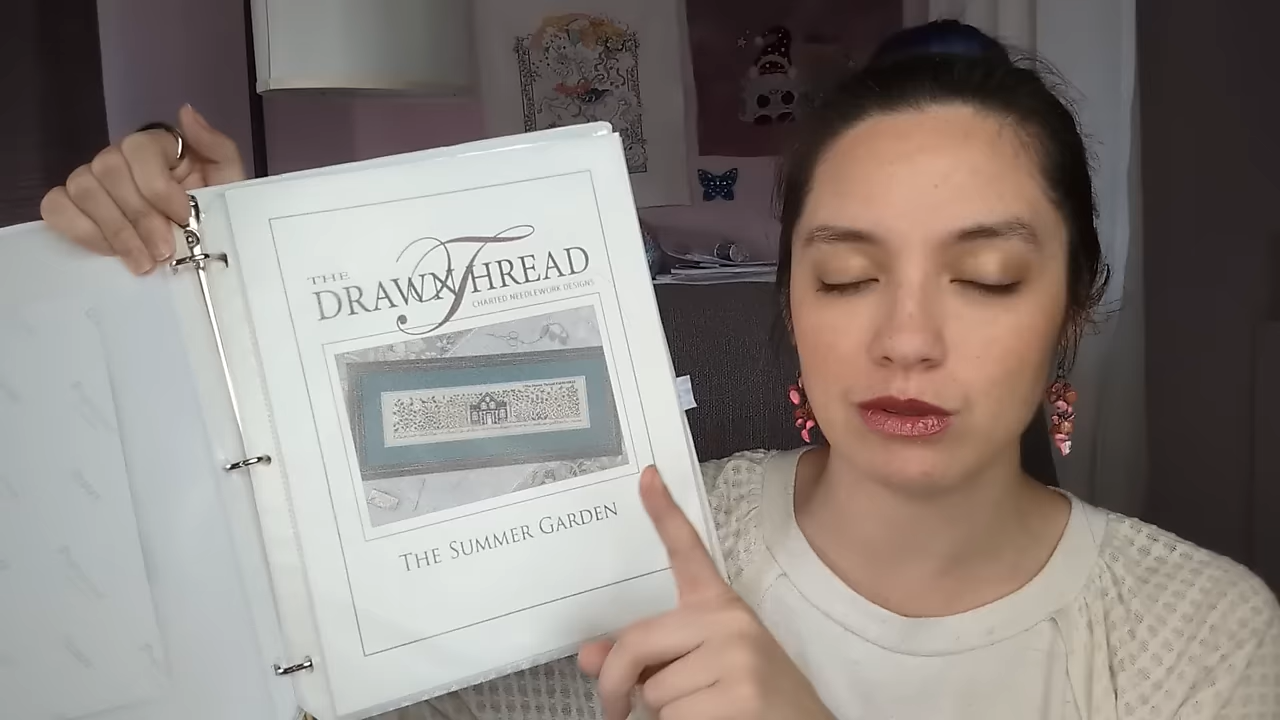 THE
DRAWN THREAD
CHARTED NEEDLEWORK DESIGNS
THE SUMMER GARDEN